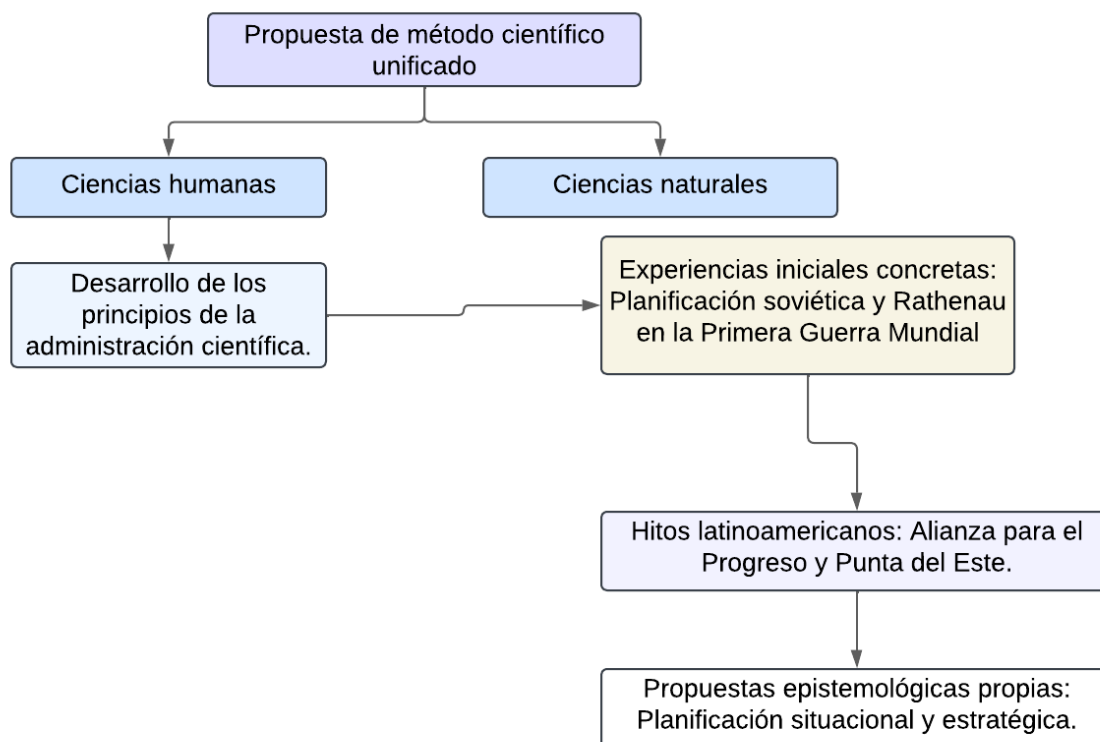 Propuesta de método científico
unificado
Ciencias humanas
Ciencias naturales
Desarrollo de los
principios de la
administración científica.
Experiencias iniciales concretas:
Planificación soviética y Rathenau
en la Primera Guerra Mundial
Hitos latinoamericanos: Alianza para el
Progreso y Punta del Este.
Propuestas epistemológicas propias:
Planificación situacional y estratégica.